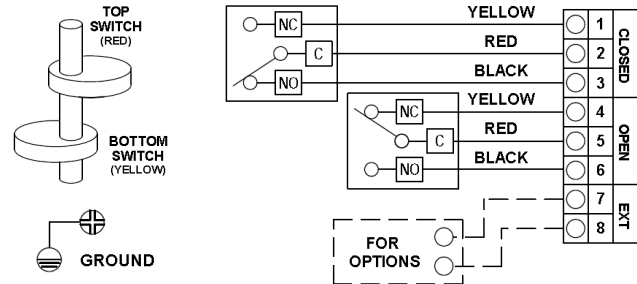 TOP
SWITCH
(RED)
BOTTOM
SWITCH
(YELLOW)
GROUND
NC
C
NO
YELLOW
RED
BLACK
1
2
3
CLOSED
NC
C
NO
YELLOW
RED
BLACK
4
5
6
OPEN
FOR
OPTIONS
7
8
EXT